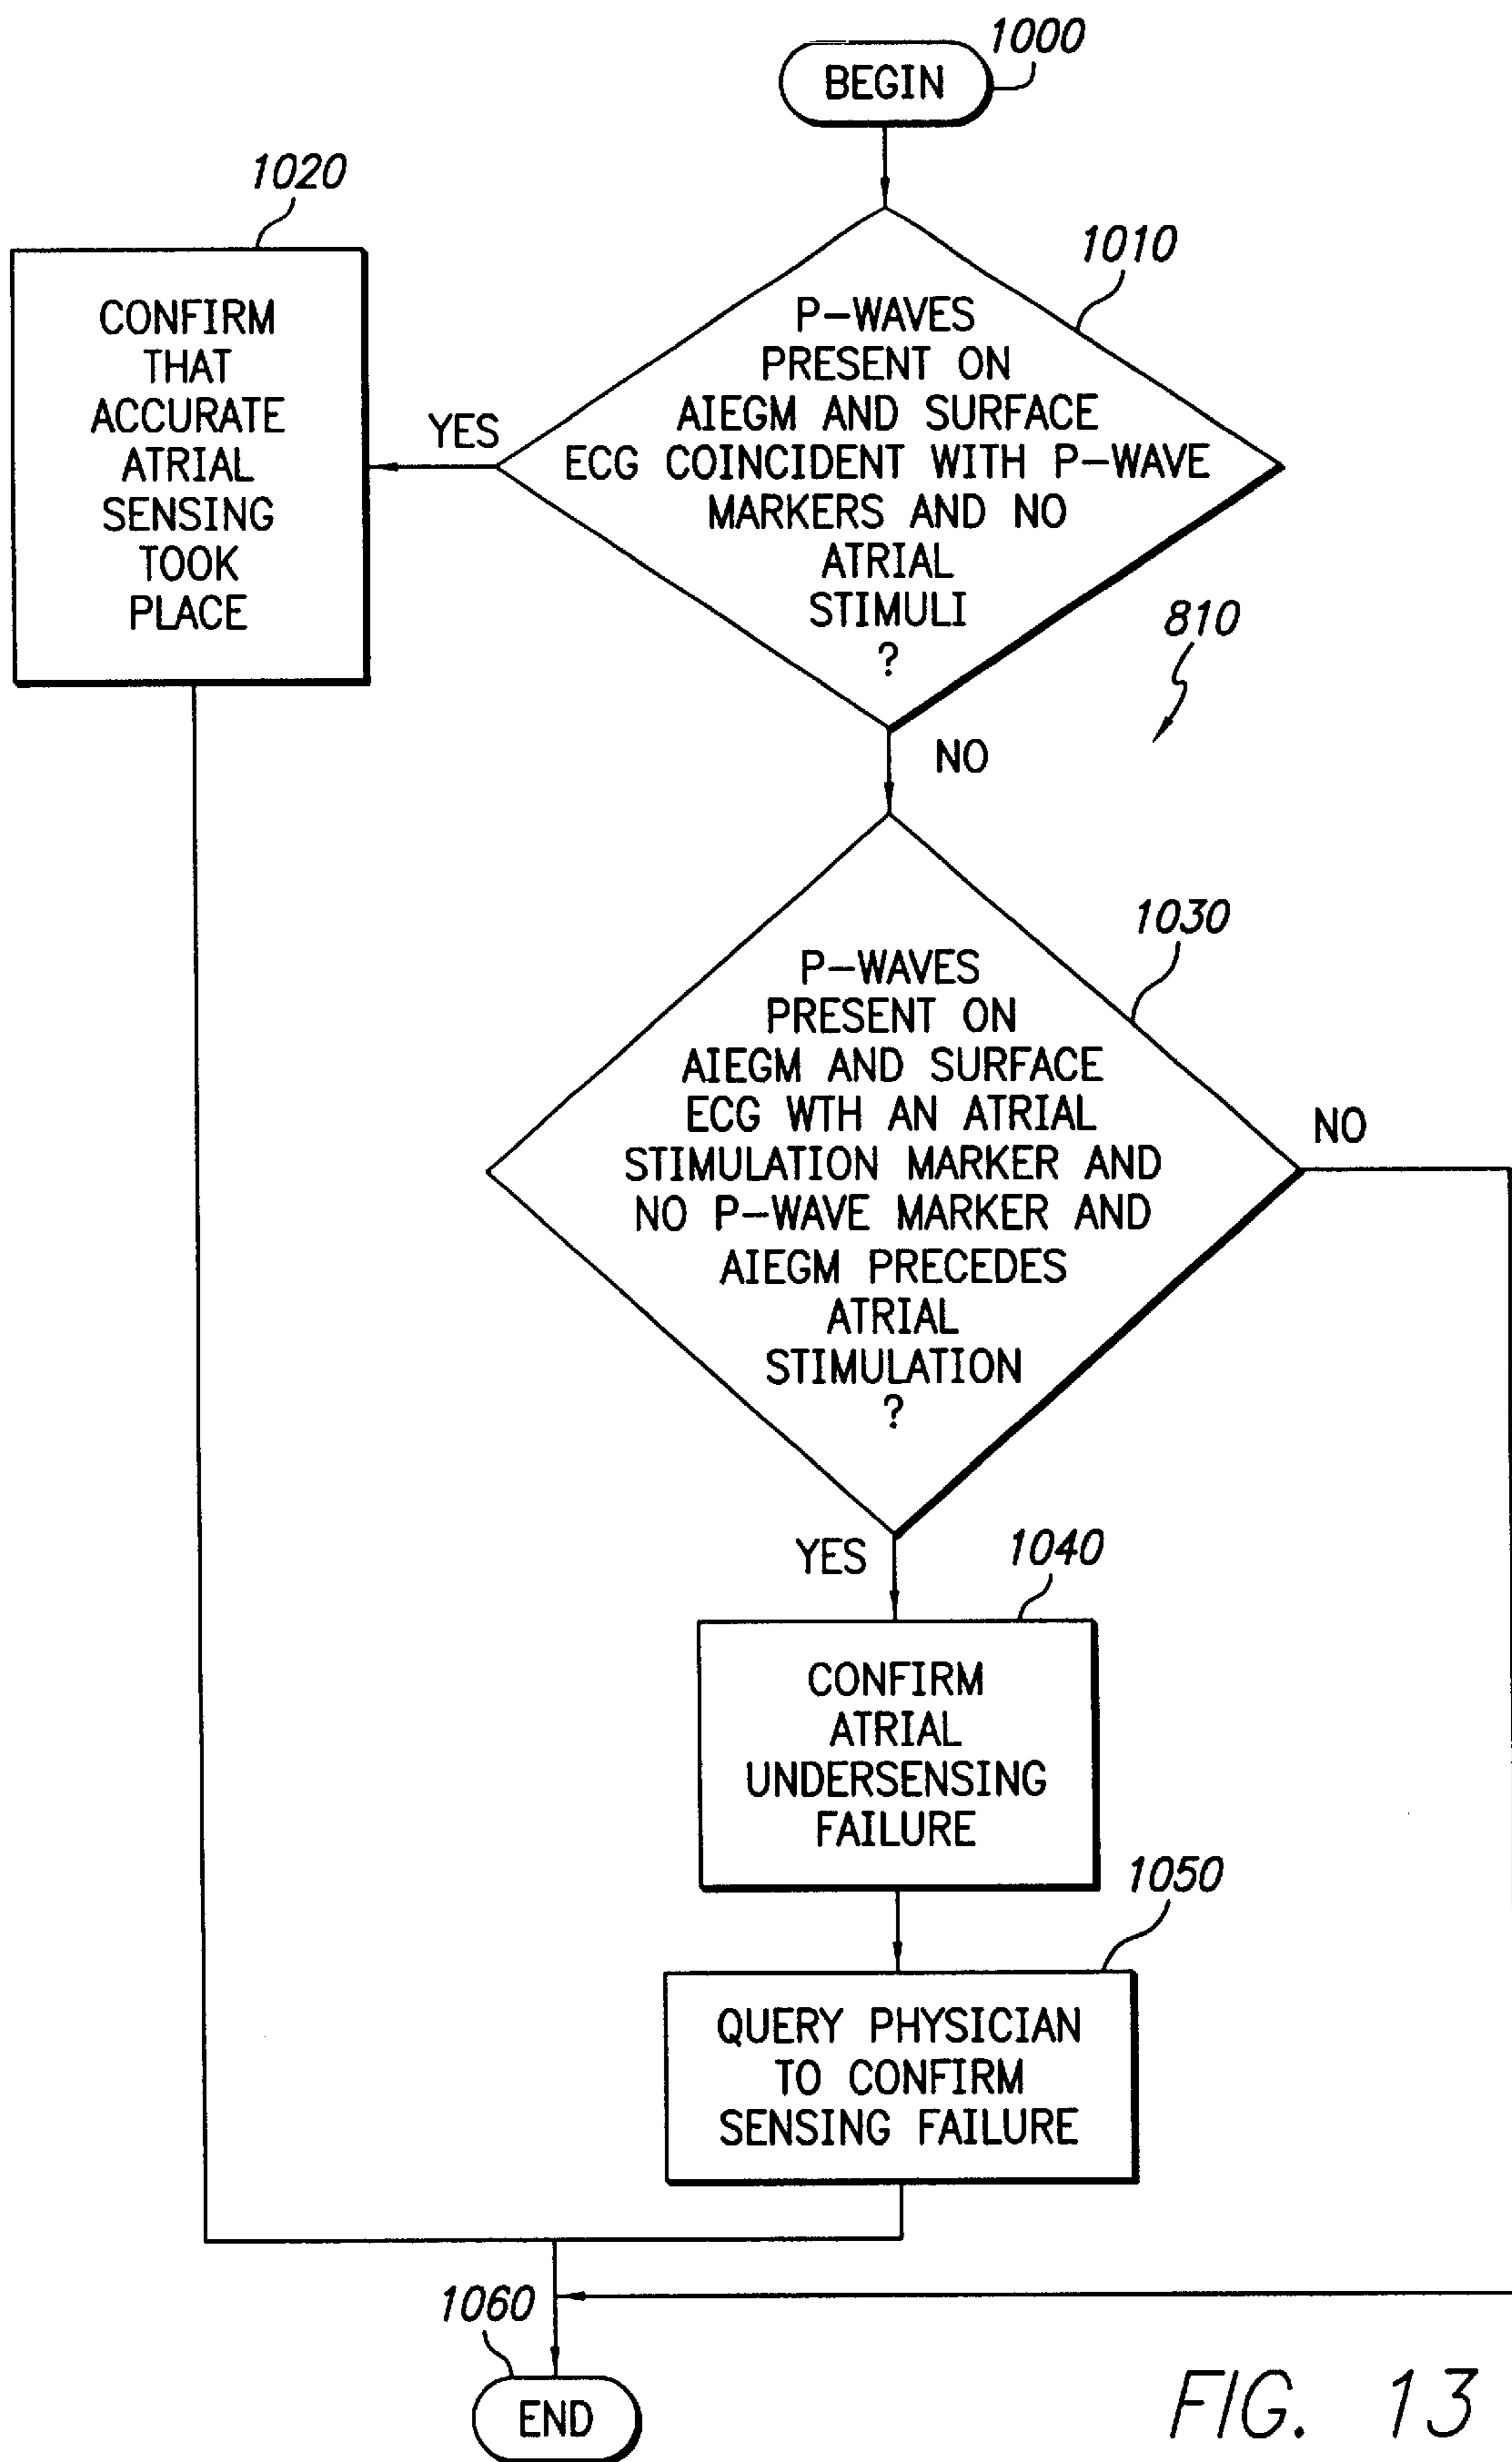 1000
BEGIN
1020
CONFIRM
THAT
ACCURATE
ATRIAL
SENSING
TOOK
PLACE
1010
P-WAVES
PRESENT ON
AIEGM AND SURFACE
ECG COINCIDENT WITH P-WAVE
MARKERS AND NO
ATRIAL
STIMULI
?
YES
810
NO
1030
P-WAVES
PRESENT ON
AIEGM AND SURFACE
ECG WTH AN ATRIAL
STIMULATION MARKER AND
NO P-WAVE MARKER AND
AIEGM PRECEDES
ATRIAL
STIMULATION
?
NO
YES
1040
CONFIRM
ATRIAL
UNDERSENSING
FAILURE
1050
QUERY PHYSICIAN
TO CONFIRM
SENSING FAILURE
1060
END
FIG. 13